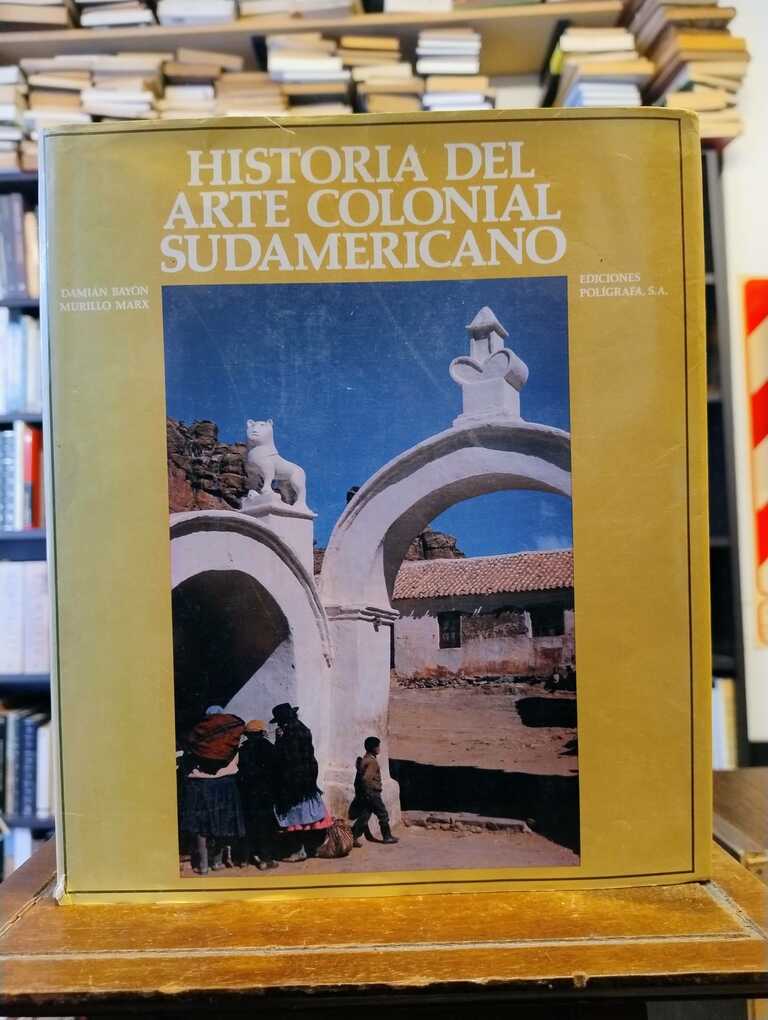 HISTORIA DEL
ARTE COLONIAL
SUDAMERICANO
DAMIÁN BAYÓN
MURILLO MARX
EDICIONES
POLÍGRAFA, S.A.